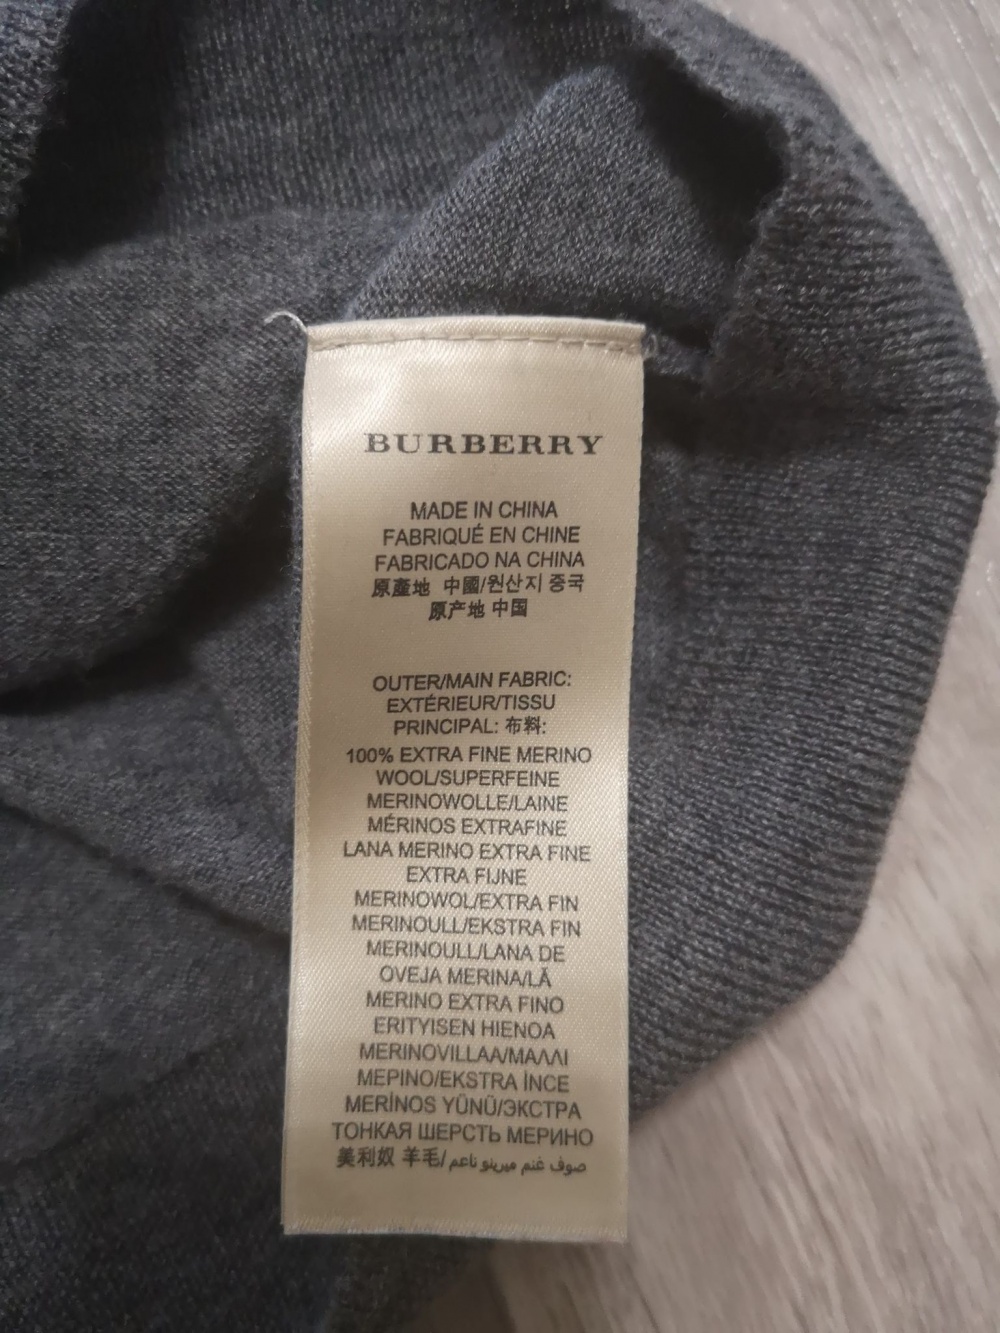 BURBERRY
MADE IN CHINA
FABRIQUÉ EN CHINE
FABRICADO NA CHINA
原產地 中國/원산지 중국
原产地 中国
OUTER/MAIN FABRIC:
EXTÉRIEUR/TISSU
PRINCIPAL: 布料:
100% EXTRA FINE MERINO
WOOL/SUPERFEINE
MERINOWOLLE/LAINE
MÉRINOS EXTRAFINE
LANA MERINO EXTRA FINE
EXTRA FIJNE
MERINOWOL/EXTRA FIN
MERINOULL/EKSTRA FIN
MERINOULL/LANA DE
OVEJA MERINA/LÃ
MERINO EXTRA FINO
ERITYISEN HIENOA
MERINOVILLAA/ΜΑΛΛΙ
ΜΕΡΙΝΟ/EKSTRA İNCE
MERİNOS YÜNÜ/ЭКСТРА
ТОНКАЯ ШЕРСТЬ МЕРИНО
美利奴 羊毛/صوف غنم ميرينو ناعم